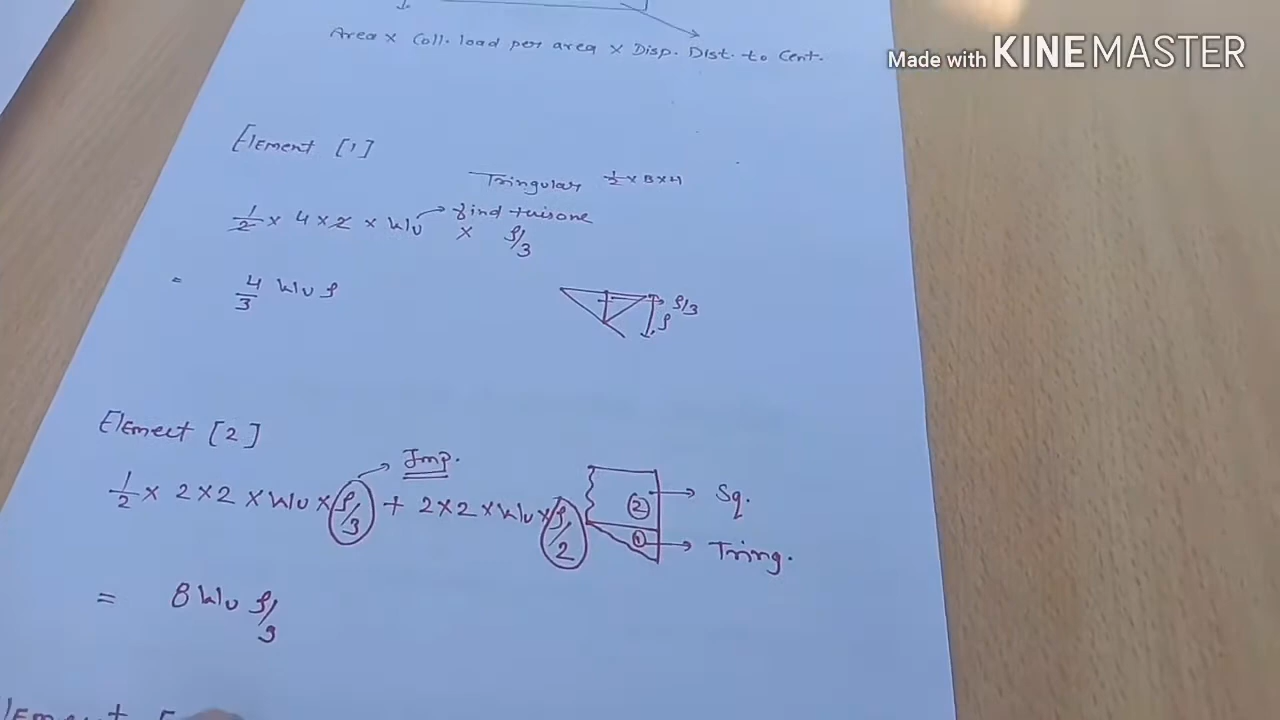 Area x Coll. load per area x Disp. Dist. to Cent.
Made with KINEMASTER
Element [1]
Tringular 1/2 x B x H
1/2 x 4 x 2 x Wu → find this one x δ/3
= 4/3 Wu δ
δ/3
δ
Element [2]
Imp.
1/2 x 2 x 2 x Wu x δ/3 + 2 x 2 x Wu x δ/2
(2) → Sq.
(1) → Tring.
= 8 Wu δ/3